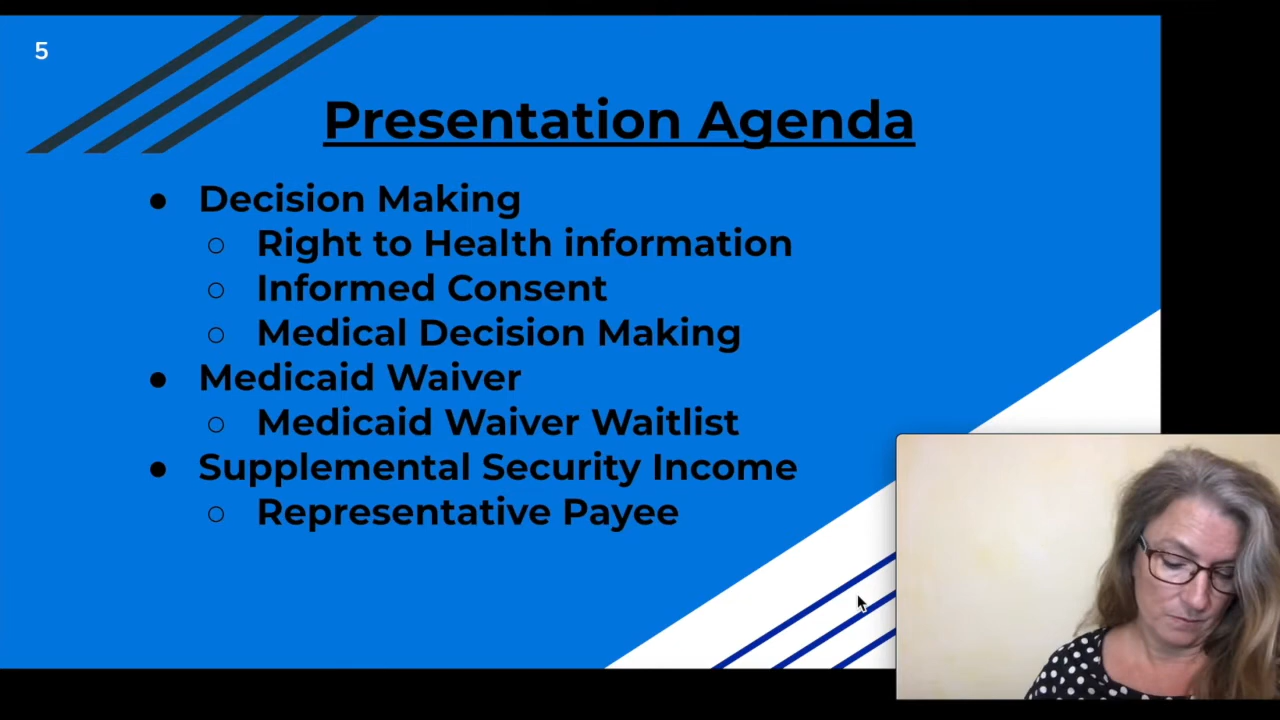 5
Presentation Agenda
● Decision Making
○ Right to Health information
○ Informed Consent
○ Medical Decision Making
● Medicaid Waiver
○ Medicaid Waiver Waitlist
● Supplemental Security Income
○ Representative Payee